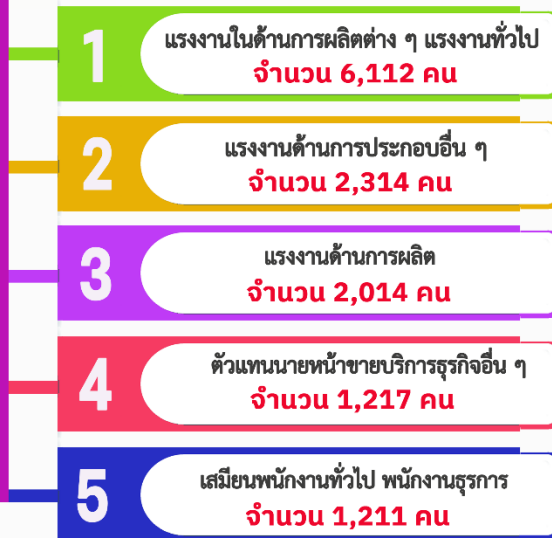 1
แรงงานในด้านการผลิตต่าง ๆ แรงงานทั่วไป
จำนวน 6,112 คน
2
แรงงานด้านการประกอบอื่น ๆ
จำนวน 2,314 คน
3
แรงงานด้านการผลิต
จำนวน 2,014 คน
4
ตัวแทนนายหน้าขายบริการธุรกิจอื่น ๆ
จำนวน 1,217 คน
5
เสมียนพนักงานทั่วไป พนักงานธุรการ
จำนวน 1,211 คน